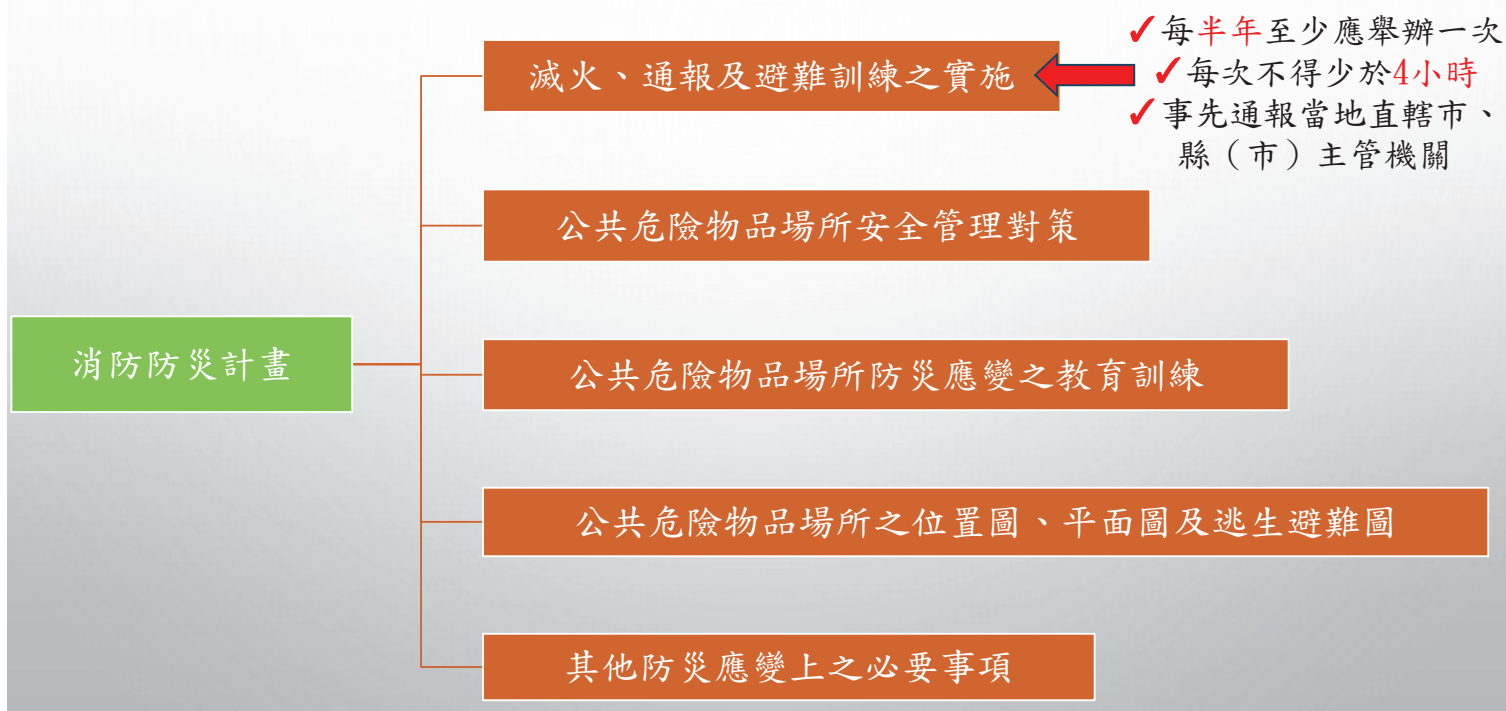 滅火、通報及避難訓練之實施
✓每半年至少應舉辦一次
✓每次不得少於4小時
✓事先通報當地直轄市、
縣（市）主管機關
公共危險物品場所安全管理對策
消防防災計畫
公共危險物品場所防災應變之教育訓練
公共危險物品場所之位置圖、平面圖及逃生避難圖
其他防災應變上之必要事項